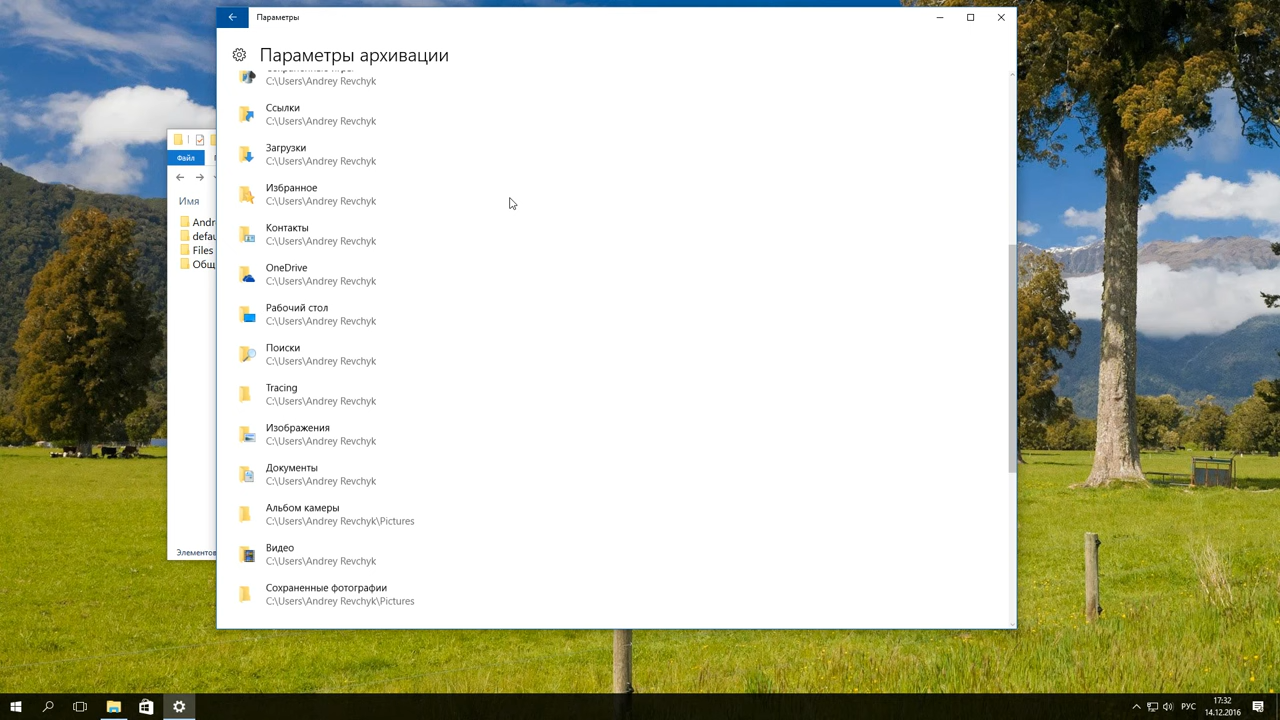 Параметры
Параметры архивации
C:\Users\Andrey Revchyk
Ссылки
C:\Users\Andrey Revchyk
Загрузки
C:\Users\Andrey Revchyk
Избранное
C:\Users\Andrey Revchyk
Контакты
C:\Users\Andrey Revchyk
OneDrive
C:\Users\Andrey Revchyk
Рабочий стол
C:\Users\Andrey Revchyk
Поиски
C:\Users\Andrey Revchyk
Tracing
C:\Users\Andrey Revchyk
Изображения
C:\Users\Andrey Revchyk
Документы
C:\Users\Andrey Revchyk
Альбом камеры
C:\Users\Andrey Revchyk\Pictures
Видео
C:\Users\Andrey Revchyk
Сохраненные фотографии
C:\Users\Andrey Revchyk\Pictures
Файл
Имя
Andr
defau
Files
Общ
Элементов
РУС
17:32
14.12.2016